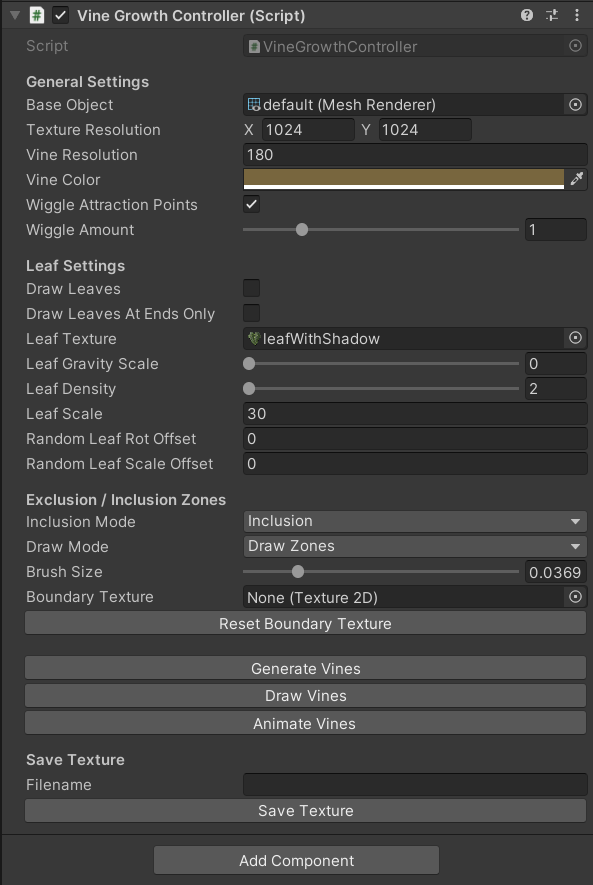 Vine Growth Controller (Script)
Script VineGrowthController
General Settings
Base Object default (Mesh Renderer)
Texture Resolution X 1024 Y 1024
Vine Resolution 180
Vine Color
Wiggle Attraction Points
Wiggle Amount 1
Leaf Settings
Draw Leaves
Draw Leaves At Ends Only
Leaf Texture leafWithShadow
Leaf Gravity Scale 0
Leaf Density 2
Leaf Scale 30
Random Leaf Rot Offset 0
Random Leaf Scale Offset 0
Exclusion / Inclusion Zones
Inclusion Mode Inclusion
Draw Mode Draw Zones
Brush Size 0.0369
Boundary Texture None (Texture 2D)
Reset Boundary Texture
Generate Vines
Draw Vines
Animate Vines
Save Texture
Filename
Save Texture
Add Component